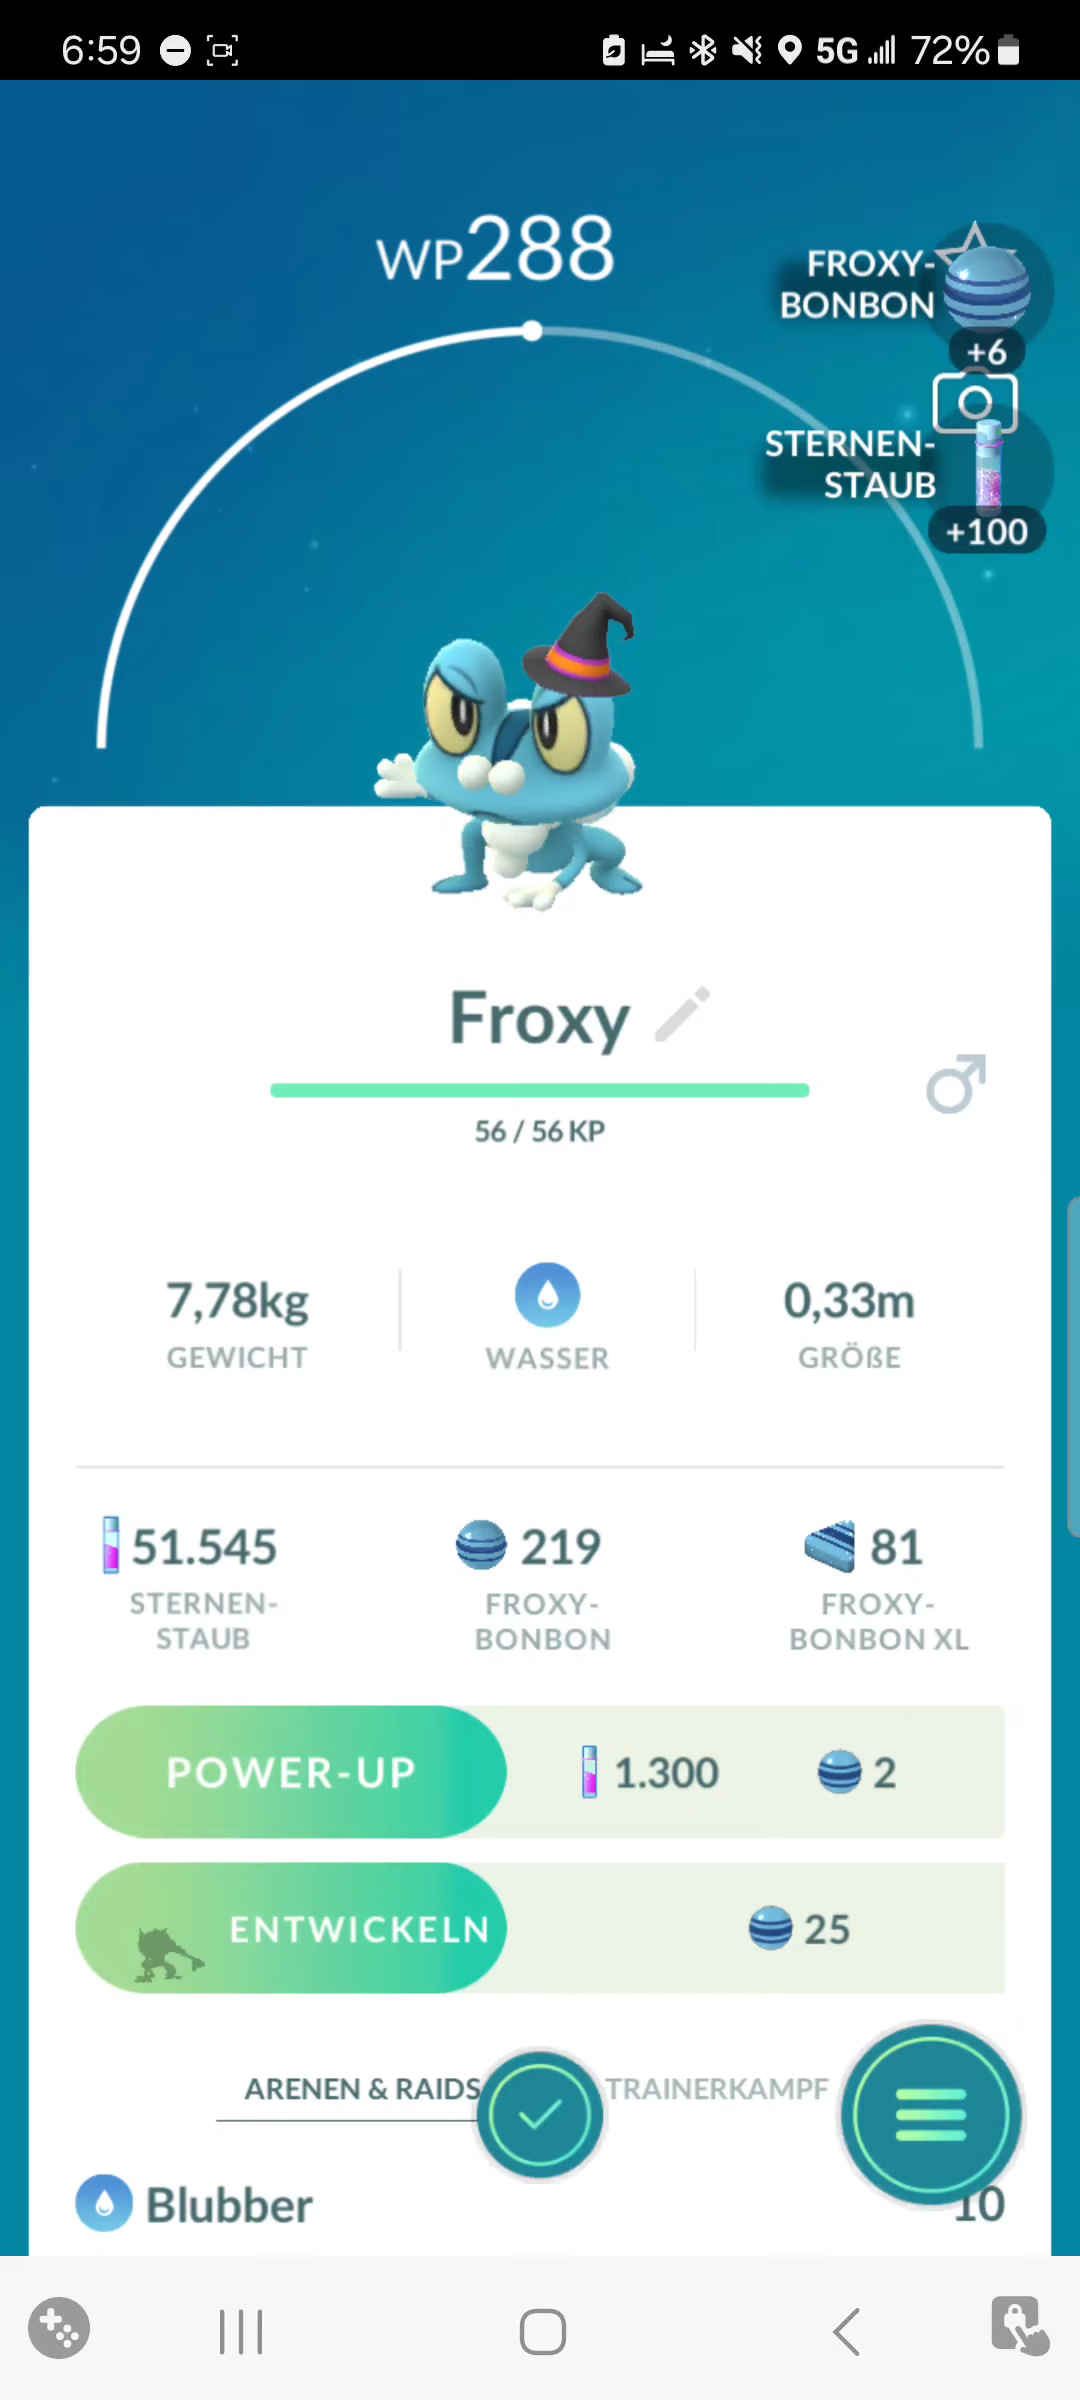 6:59
5G 72%
WP288
FROXY-
BONBON
+6
STERNEN-
STAUB
+100
Froxy
56 / 56 KP
7,78kg
GEWICHT
WASSER
0,33m
GRÖßE
51.545
STERNEN-
STAUB
219
FROXY-
BONBON
81
FROXY-
BONBON XL
POWER-UP 1.300 2
ENTWICKELN 25
ARENEN & RAIDS TRAINERKAMPF
Blubber 10